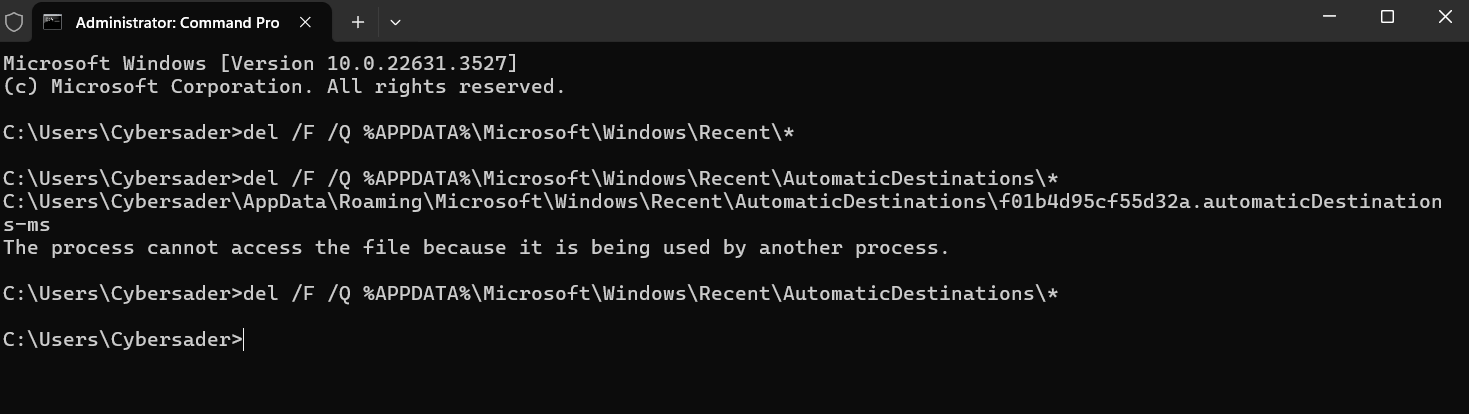 Administrator: Command Pro
Microsoft Windows [Version 10.0.22631.3527]
(c) Microsoft Corporation. All rights reserved.
C:\Users\Cybersader>del /F /Q %APPDATA%\Microsoft\Windows\Recent\*
C:\Users\Cybersader>del /F /Q %APPDATA%\Microsoft\Windows\Recent\AutomaticDestinations\*
C:\Users\Cybersader\AppData\Roaming\Microsoft\Windows\Recent\AutomaticDestinations\f01b4d95cf55d32a.automaticDestination
s-ms
The process cannot access the file because it is being used by another process.
C:\Users\Cybersader>del /F /Q %APPDATA%\Microsoft\Windows\Recent\AutomaticDestinations\*
C:\Users\Cybersader>